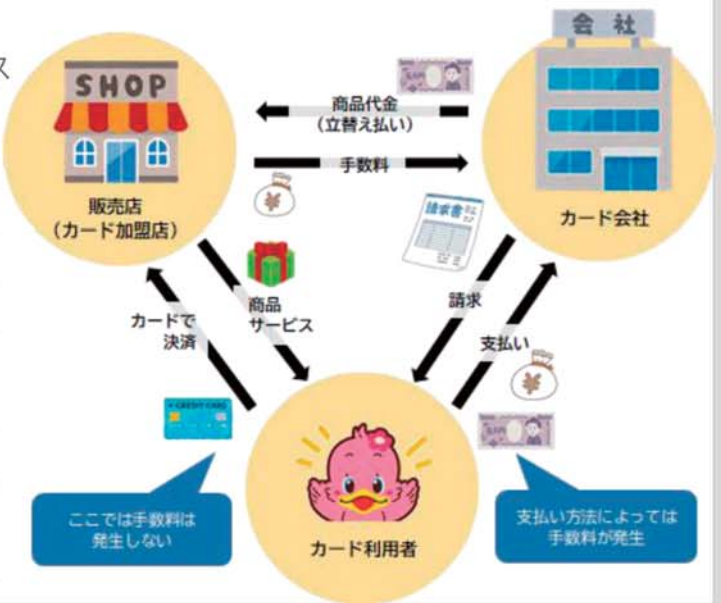 ス
会 社
SHOP
商品代金
(立替え払い)
手数料
販売店
(カード加盟店)
カード会社
請求書
商品
サービス
請求
カードで
決済
支払い
CREDIT CARD
カード利用者
ここでは手数料は
発生しない
支払い方法によっては
手数料が発生
¥
¥